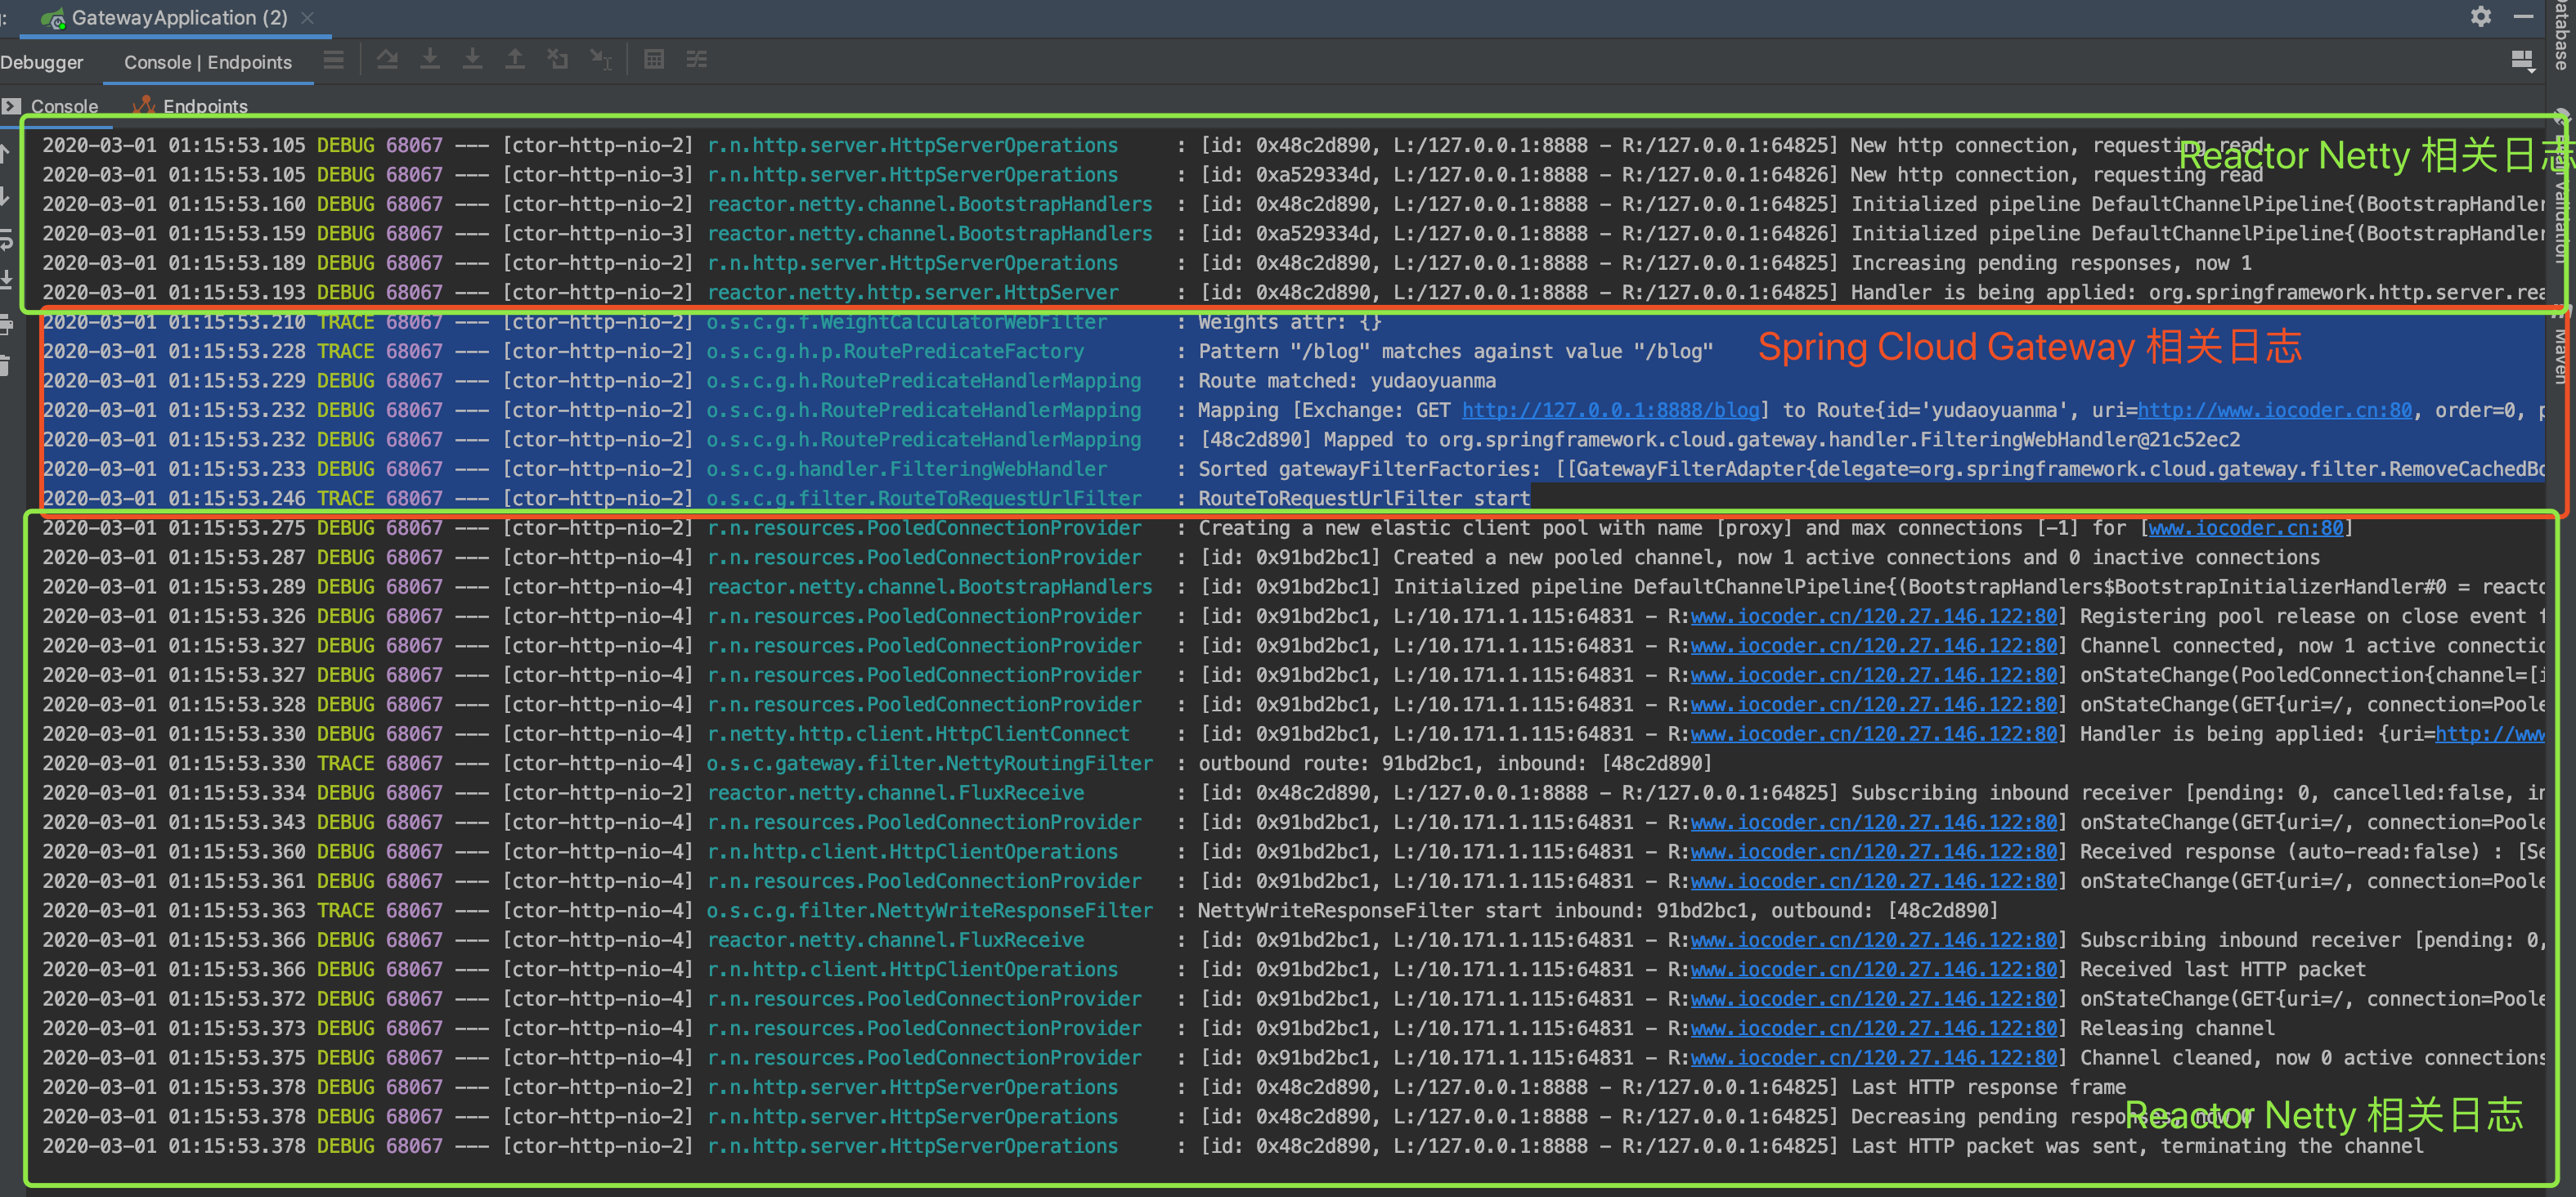 GatewayApplication (2)
Debugger
Console | Endpoints
Console
Endpoints
2020-03-01 01:15:53.105 DEBUG 68067 --- [ctor-http-nio-2] r.n.http.server.HttpServerOperations : [id: 0x48c2d890, L:/127.0.0.1:8888 - R:/127.0.0.1:64825] New http connection, requesting read
Reactor Netty 相关日志
2020-03-01 01:15:53.105 DEBUG 68067 --- [ctor-http-nio-3] r.n.http.server.HttpServerOperations : [id: 0xa529334d, L:/127.0.0.1:8888 - R:/127.0.0.1:64826] New http connection, requesting read
2020-03-01 01:15:53.160 DEBUG 68067 --- [ctor-http-nio-2] reactor.netty.channel.BootstrapHandlers : [id: 0x48c2d890, L:/127.0.0.1:8888 - R:/127.0.0.1:64825] Initialized pipeline DefaultChannelPipeline{(BootstrapHandler
2020-03-01 01:15:53.159 DEBUG 68067 --- [ctor-http-nio-3] reactor.netty.channel.BootstrapHandlers : [id: 0xa529334d, L:/127.0.0.1:8888 - R:/127.0.0.1:64826] Initialized pipeline DefaultChannelPipeline{(BootstrapHandler
2020-03-01 01:15:53.189 DEBUG 68067 --- [ctor-http-nio-2] r.n.http.server.HttpServerOperations : [id: 0x48c2d890, L:/127.0.0.1:8888 - R:/127.0.0.1:64825] Increasing pending responses, now 1
2020-03-01 01:15:53.193 DEBUG 68067 --- [ctor-http-nio-2] reactor.netty.http.server.HttpServer : [id: 0x48c2d890, L:/127.0.0.1:8888 - R:/127.0.0.1:64825] Handler is being applied: org.springframework.http.server.rea
2020-03-01 01:15:53.210 TRACE 68067 --- [ctor-http-nio-2] o.s.c.g.f.WeightCalculatorWebFilter : Weights attr: {}
Spring Cloud Gateway 相关日志
2020-03-01 01:15:53.228 TRACE 68067 --- [ctor-http-nio-2] o.s.c.g.h.p.RoutePredicateFactory : Pattern "/blog" matches against value "/blog"
2020-03-01 01:15:53.229 DEBUG 68067 --- [ctor-http-nio-2] o.s.c.g.h.RoutePredicateHandlerMapping : Route matched: yudaoyuanma
2020-03-01 01:15:53.232 DEBUG 68067 --- [ctor-http-nio-2] o.s.c.g.h.RoutePredicateHandlerMapping : Mapping [Exchange: GET http://127.0.0.1:8888/blog] to Route{id='yudaoyuanma', uri=http://www.iocoder.cn:80, order=0, p
2020-03-01 01:15:53.232 DEBUG 68067 --- [ctor-http-nio-2] o.s.c.g.h.RoutePredicateHandlerMapping : [48c2d890] Mapped to org.springframework.cloud.gateway.handler.FilteringWebHandler@21c52ec2
2020-03-01 01:15:53.233 DEBUG 68067 --- [ctor-http-nio-2] o.s.c.g.handler.FilteringWebHandler : Sorted gatewayFilterFactories: [[GatewayFilterAdapter{delegate=org.springframework.cloud.gateway.filter.RemoveCachedBo
2020-03-01 01:15:53.246 TRACE 68067 --- [ctor-http-nio-2] o.s.c.g.filter.RouteToRequestUrlFilter : RouteToRequestUrlFilter start
2020-03-01 01:15:53.275 DEBUG 68067 --- [ctor-http-nio-2] r.n.resources.PooledConnectionProvider : Creating a new elastic client pool with name [proxy] and max connections [-1] for [www.iocoder.cn:80]
2020-03-01 01:15:53.287 DEBUG 68067 --- [ctor-http-nio-4] r.n.resources.PooledConnectionProvider : [id: 0x91bd2bc1] Created a new pooled channel, now 1 active connections and 0 inactive connections
2020-03-01 01:15:53.289 DEBUG 68067 --- [ctor-http-nio-4] reactor.netty.channel.BootstrapHandlers : [id: 0x91bd2bc1] Initialized pipeline DefaultChannelPipeline{(BootstrapHandlers$BootstrapInitializerHandler#0 = reacto
2020-03-01 01:15:53.326 DEBUG 68067 --- [ctor-http-nio-4] r.n.resources.PooledConnectionProvider : [id: 0x91bd2bc1, L:/10.171.1.115:64831 - R:www.iocoder.cn/120.27.146.122:80] Registering pool release on close event f
2020-03-01 01:15:53.327 DEBUG 68067 --- [ctor-http-nio-4] r.n.resources.PooledConnectionProvider : [id: 0x91bd2bc1, L:/10.171.1.115:64831 - R:www.iocoder.cn/120.27.146.122:80] Channel connected, now 1 active connectio
2020-03-01 01:15:53.327 DEBUG 68067 --- [ctor-http-nio-4] r.n.resources.PooledConnectionProvider : [id: 0x91bd2bc1, L:/10.171.1.115:64831 - R:www.iocoder.cn/120.27.146.122:80] onStateChange(PooledConnection{channel=[i
2020-03-01 01:15:53.328 DEBUG 68067 --- [ctor-http-nio-4] r.n.resources.PooledConnectionProvider : [id: 0x91bd2bc1, L:/10.171.1.115:64831 - R:www.iocoder.cn/120.27.146.122:80] onStateChange(GET{uri=/, connection=Poole
2020-03-01 01:15:53.330 DEBUG 68067 --- [ctor-http-nio-4] r.netty.http.client.HttpClientConnect : [id: 0x91bd2bc1, L:/10.171.1.115:64831 - R:www.iocoder.cn/120.27.146.122:80] Handler is being applied: {uri=http://www
2020-03-01 01:15:53.330 TRACE 68067 --- [ctor-http-nio-4] o.s.c.gateway.filter.NettyRoutingFilter : outbound route: 91bd2bc1, inbound: [48c2d890]
2020-03-01 01:15:53.334 DEBUG 68067 --- [ctor-http-nio-2] reactor.netty.channel.FluxReceive : [id: 0x48c2d890, L:/127.0.0.1:8888 - R:/127.0.0.1:64825] Subscribing inbound receiver [pending: 0, cancelled:false, in
2020-03-01 01:15:53.343 DEBUG 68067 --- [ctor-http-nio-4] r.n.resources.PooledConnectionProvider : [id: 0x91bd2bc1, L:/10.171.1.115:64831 - R:www.iocoder.cn/120.27.146.122:80] onStateChange(GET{uri=/, connection=Poole
2020-03-01 01:15:53.360 DEBUG 68067 --- [ctor-http-nio-4] r.n.http.client.HttpClientOperations : [id: 0x91bd2bc1, L:/10.171.1.115:64831 - R:www.iocoder.cn/120.27.146.122:80] Received response (auto-read:false) : [Se
2020-03-01 01:15:53.361 DEBUG 68067 --- [ctor-http-nio-4] r.n.resources.PooledConnectionProvider : [id: 0x91bd2bc1, L:/10.171.1.115:64831 - R:www.iocoder.cn/120.27.146.122:80] onStateChange(GET{uri=/, connection=Poole
2020-03-01 01:15:53.363 TRACE 68067 --- [ctor-http-nio-4] o.s.c.g.filter.NettyWriteResponseFilter : NettyWriteResponseFilter start inbound: 91bd2bc1, outbound: [48c2d890]
2020-03-01 01:15:53.366 DEBUG 68067 --- [ctor-http-nio-4] reactor.netty.channel.FluxReceive : [id: 0x91bd2bc1, L:/10.171.1.115:64831 - R:www.iocoder.cn/120.27.146.122:80] Subscribing inbound receiver [pending: 0,
2020-03-01 01:15:53.366 DEBUG 68067 --- [ctor-http-nio-4] r.n.http.client.HttpClientOperations : [id: 0x91bd2bc1, L:/10.171.1.115:64831 - R:www.iocoder.cn/120.27.146.122:80] Received last HTTP packet
2020-03-01 01:15:53.372 DEBUG 68067 --- [ctor-http-nio-4] r.n.resources.PooledConnectionProvider : [id: 0x91bd2bc1, L:/10.171.1.115:64831 - R:www.iocoder.cn/120.27.146.122:80] onStateChange(GET{uri=/, connection=Poole
2020-03-01 01:15:53.373 DEBUG 68067 --- [ctor-http-nio-4] r.n.resources.PooledConnectionProvider : [id: 0x91bd2bc1, L:/10.171.1.115:64831 - R:www.iocoder.cn/120.27.146.122:80] Releasing channel
2020-03-01 01:15:53.375 DEBUG 68067 --- [ctor-http-nio-4] r.n.resources.PooledConnectionProvider : [id: 0x91bd2bc1, L:/10.171.1.115:64831 - R:www.iocoder.cn/120.27.146.122:80] Channel cleaned, now 0 active connections
2020-03-01 01:15:53.378 DEBUG 68067 --- [ctor-http-nio-2] r.n.http.server.HttpServerOperations : [id: 0x48c2d890, L:/127.0.0.1:8888 - R:/127.0.0.1:64825] Last HTTP response frame
2020-03-01 01:15:53.378 DEBUG 68067 --- [ctor-http-nio-2] r.n.http.server.HttpServerOperations : [id: 0x48c2d890, L:/127.0.0.1:8888 - R:/127.0.0.1:64825] Decreasing pending responses, now 0
Reactor Netty 相关日志
2020-03-01 01:15:53.378 DEBUG 68067 --- [ctor-http-nio-2] r.n.http.server.HttpServerOperations : [id: 0x48c2d890, L:/127.0.0.1:8888 - R:/127.0.0.1:64825] Last HTTP packet was sent, terminating the channel
Database
Maven